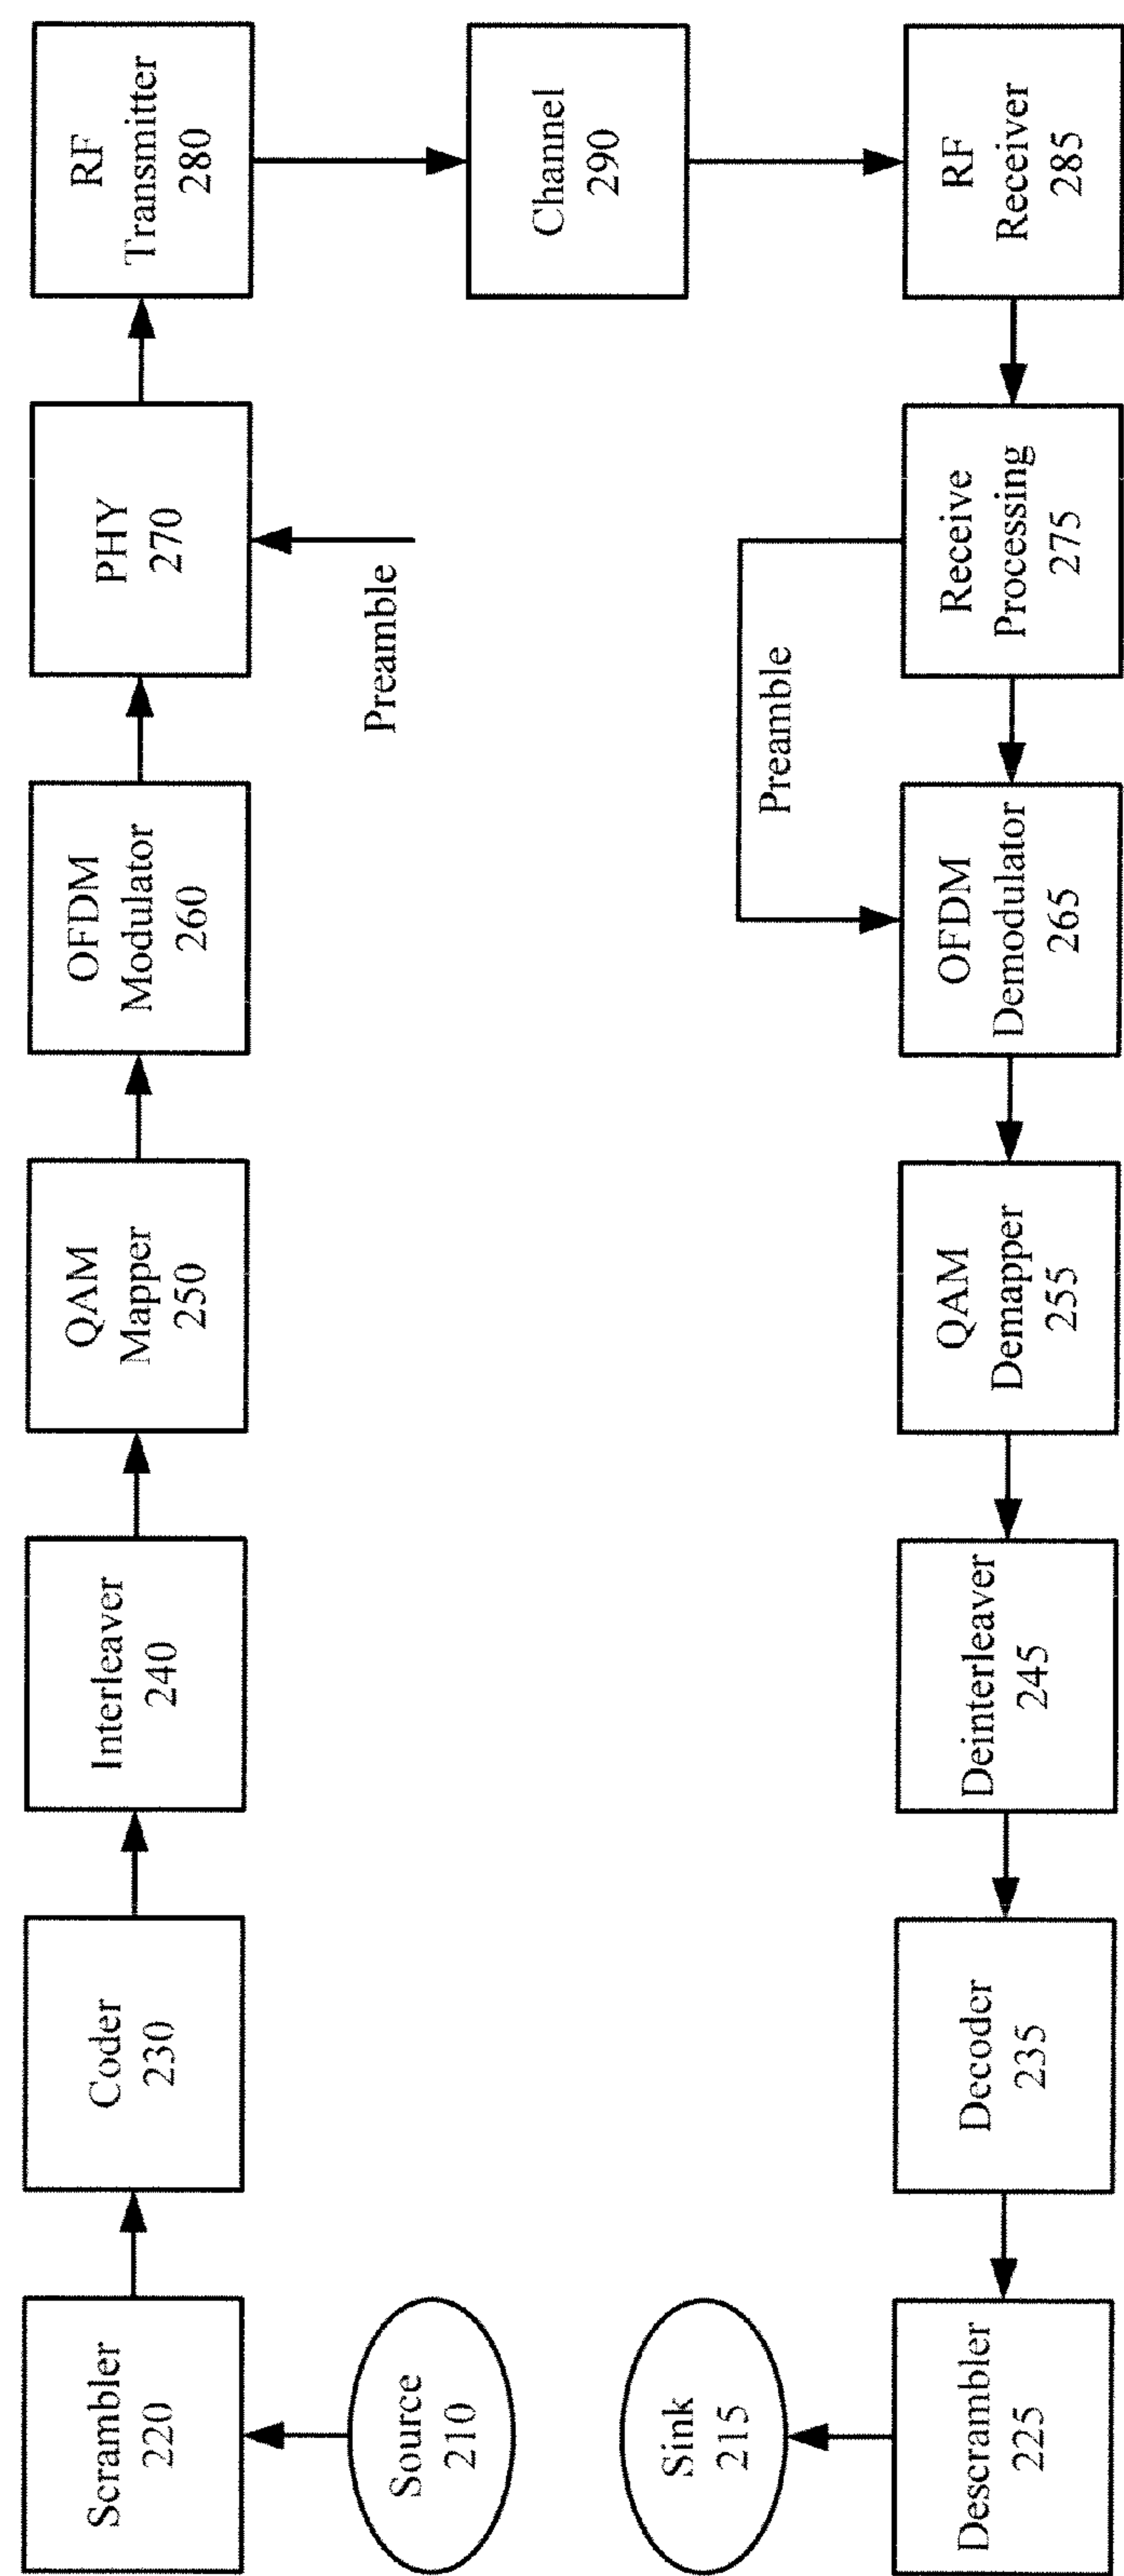 Scrambler
220
Coder
230
Interleaver
240
QAM
Mapper
250
OFDM
Modulator
260
PHY
270
RF
Transmitter
280
Source
210
Preamble
Channel
290
Sink
215
Preamble
Descrambler
225
Decoder
235
Deinterleaver
245
QAM
Demapper
255
OFDM
Demodulator
265
Receive
Processing
275
RF
Receiver
285